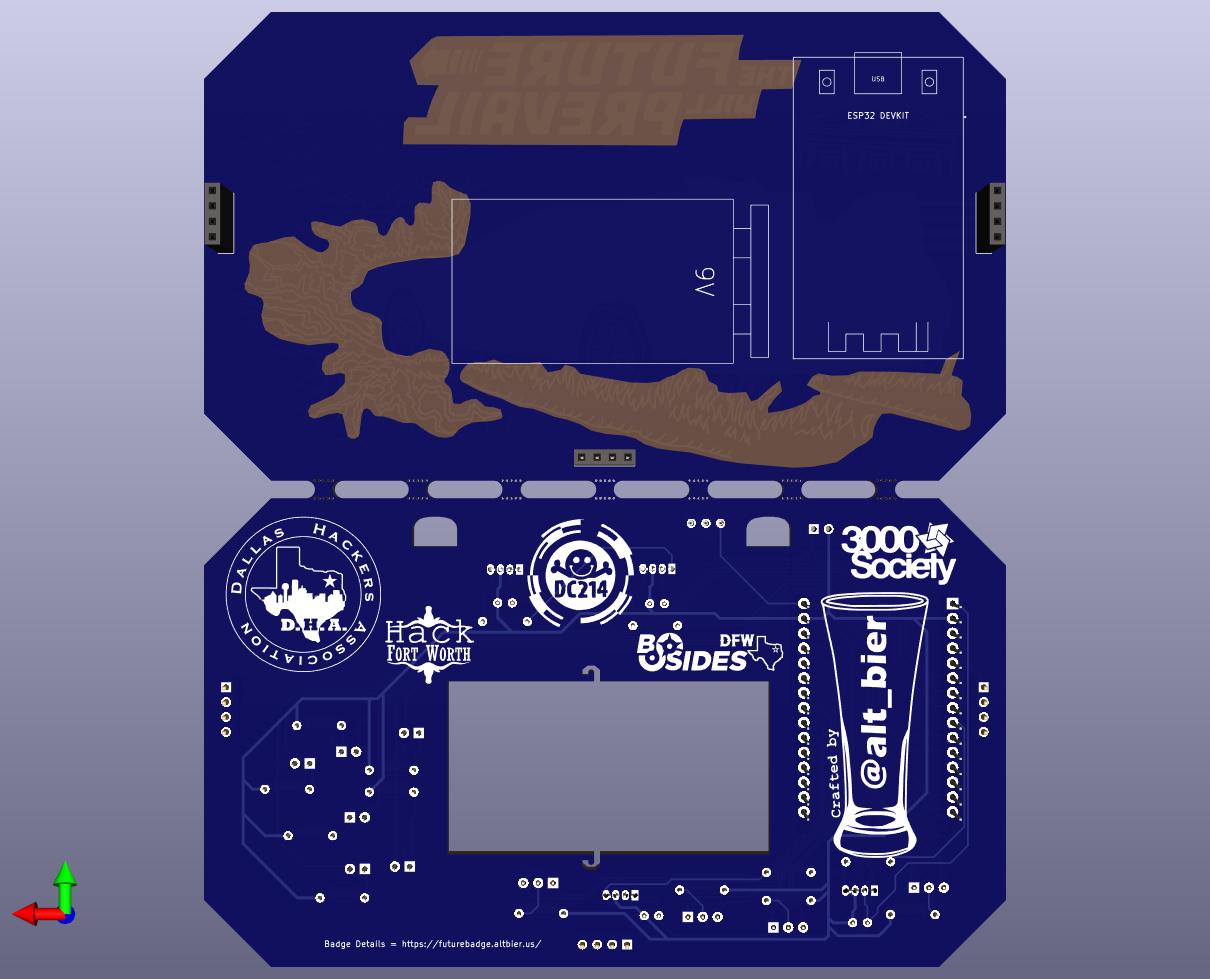 THE FUTURE
WILL PREVAIL
USB
ESP32 DEVKIT
9V
DALLAS HACKERS ASSOCIATION
D.H.A.
DC214
3000
Society
Hack
FORT WORTH
BSIDES DFW
Crafted by
@alt_bier
Badge Details = https://futurebadge.altbier.us/